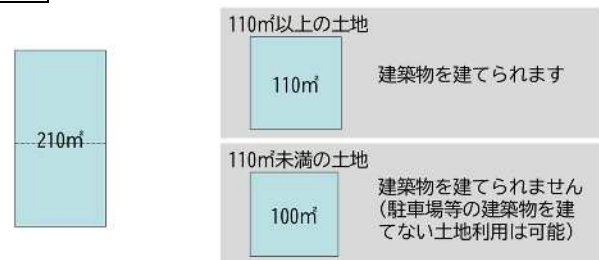 210㎡
110㎡以上の土地
110㎡
建築物を建てられます
110㎡未満の土地
100㎡
建築物を建てられません
（駐車場等の建築物を建
てない土地利用は可能）